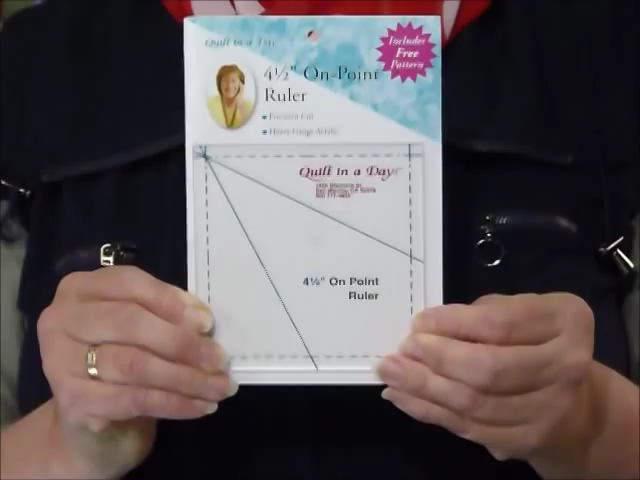 Quilt in a Day
Includes
Free
Pattern
4½" On-Point
Ruler
Precision Cut
Heavy Gauge Acrylic
Quilt in a Day
4½" On Point
Ruler